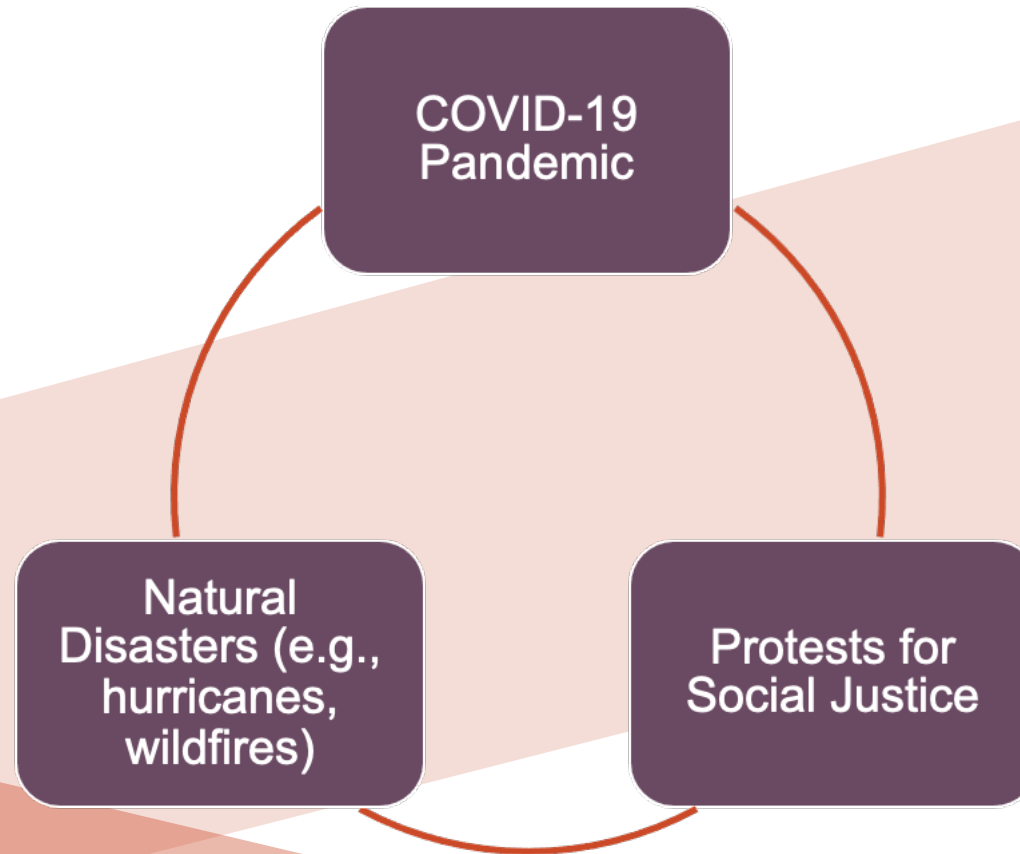 COVID-19
Pandemic
Natural
Disasters (e.g.,
hurricanes,
wildfires)
Protests for
Social Justice